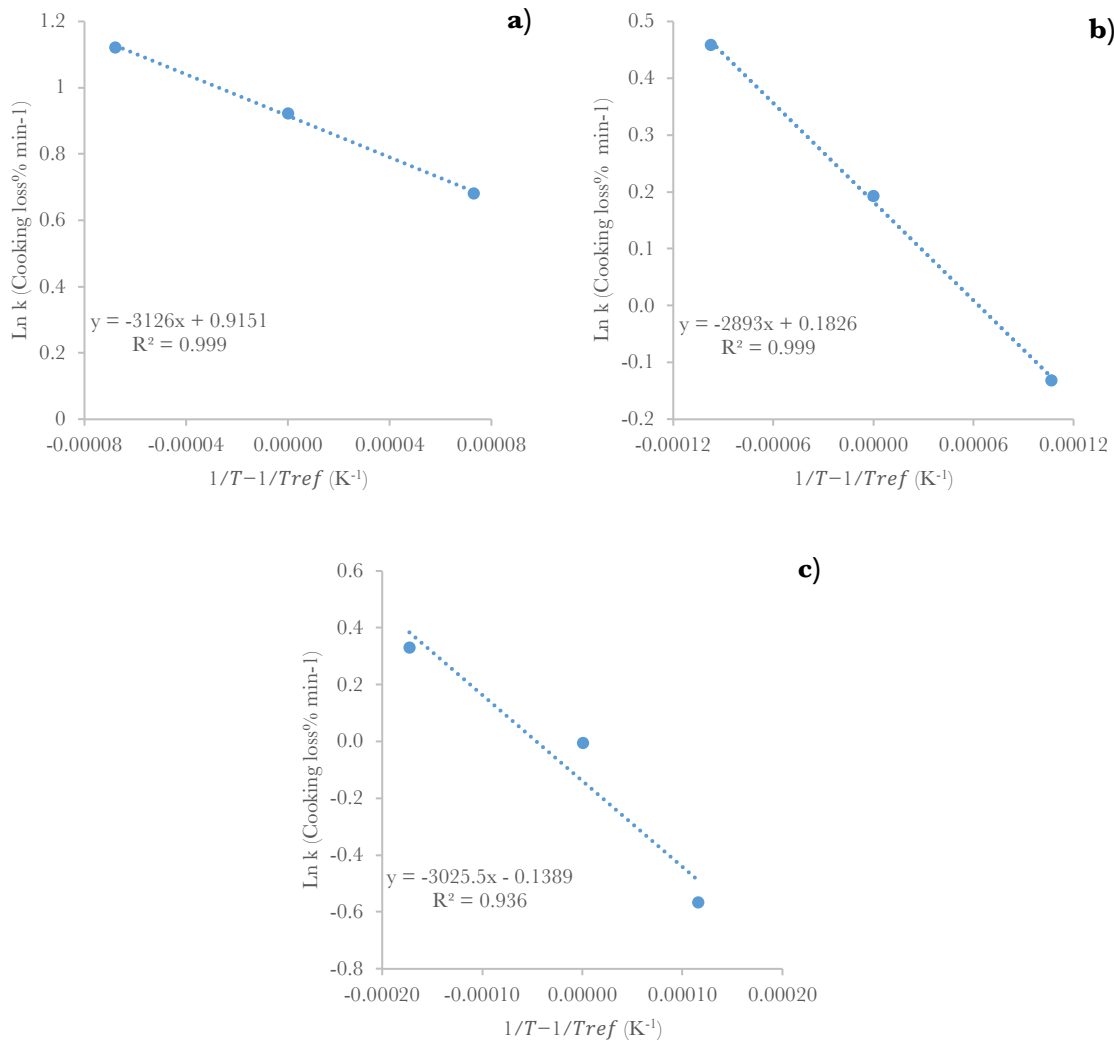 a)
1.2
1
0.8
0.6
0.4
0.2
0
Ln k (Cooking loss% min-1)
y = -3126x + 0.9151
R² = 0.999
-0.00008 -0.00004 0.00000 0.00004 0.00008
1/T−1/Tref (K⁻¹)
b)
0.5
0.4
0.3
0.2
0.1
0.0
-0.1
-0.2
Ln k (Cooking loss% min-1)
y = -2893x + 0.1826
R² = 0.999
-0.00012 -0.00006 0.00000 0.00006 0.00012
1/T−1/Tref (K⁻¹)
c)
0.6
0.4
0.2
0.0
-0.2
-0.4
-0.6
-0.8
Ln k (Cooking loss% min-1)
y = -3025.5x - 0.1389
R² = 0.936
-0.00020 -0.00010 0.00000 0.00010 0.00020
1/T−1/Tref (K⁻¹)